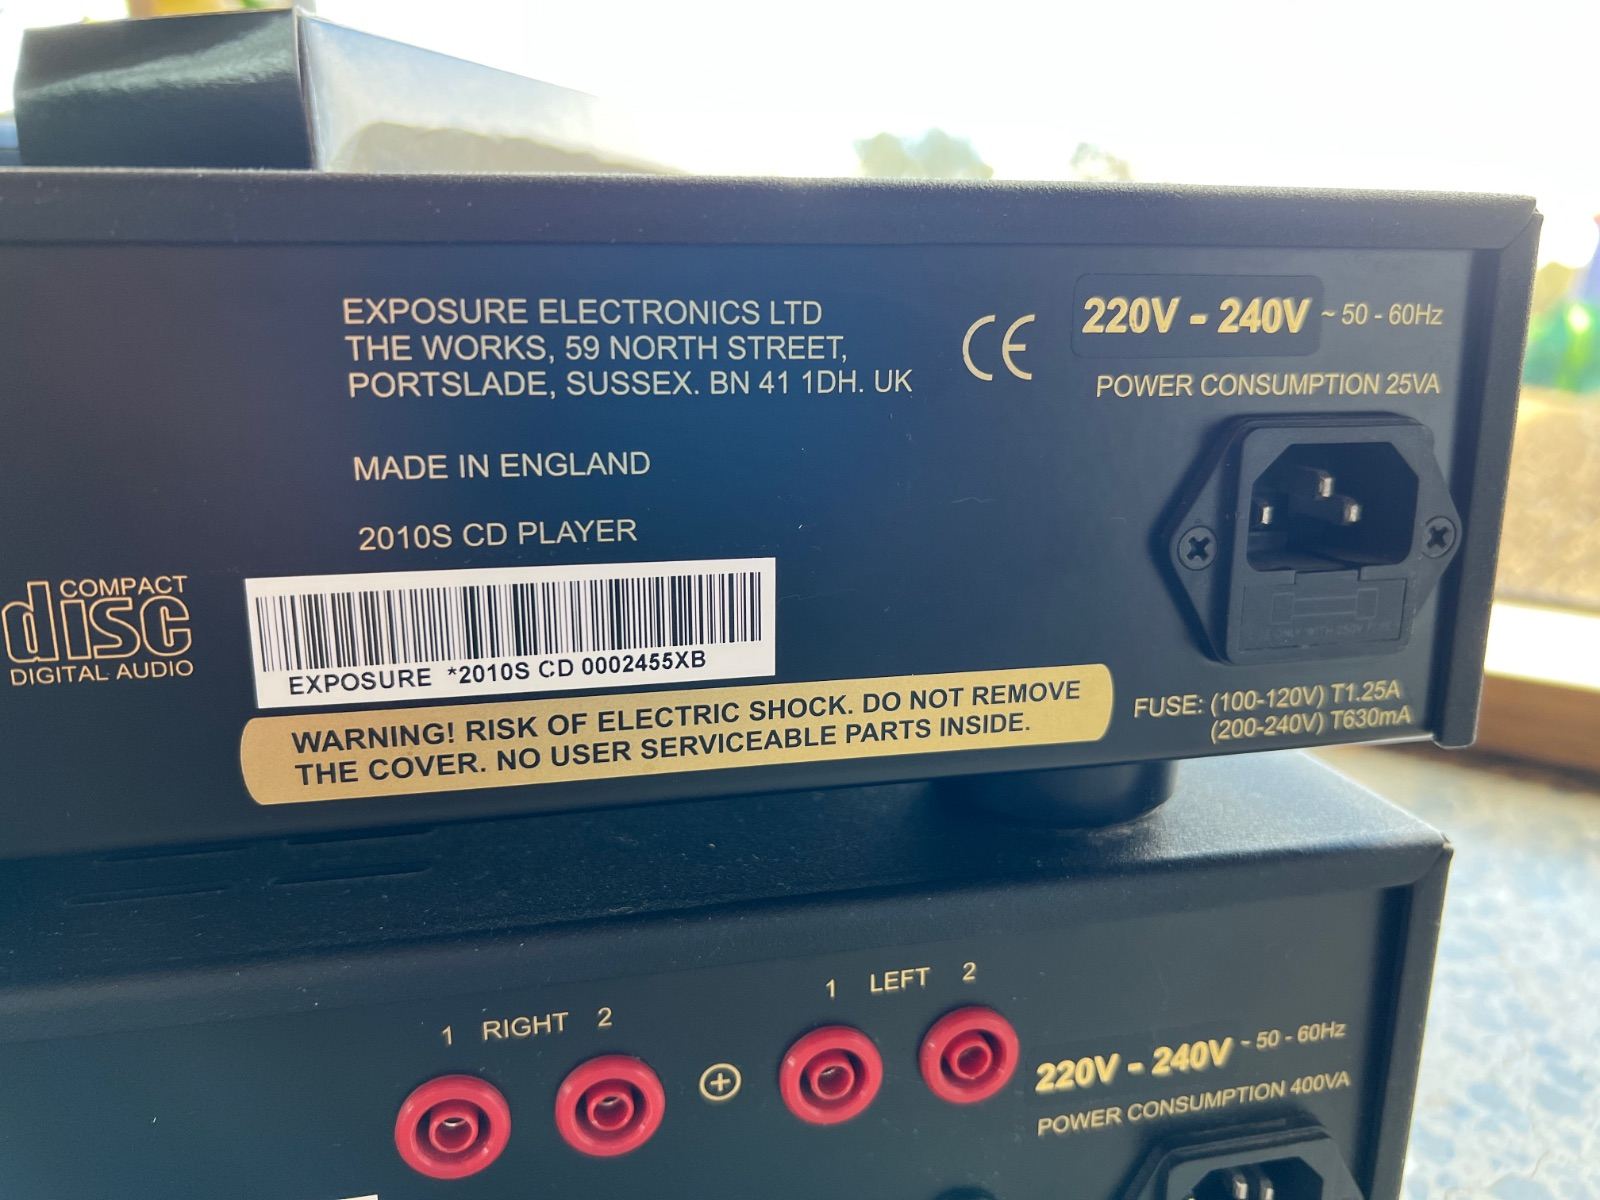 EXPOSURE ELECTRONICS LTD
THE WORKS, 59 NORTH STREET,
PORTSLADE, SUSSEX. BN 41 1DH. UK
CE
220V - 240V ~ 50 - 60Hz
POWER CONSUMPTION 25VA
MADE IN ENGLAND
2010S CD PLAYER
COMPACT
disc
DIGITAL AUDIO
EXPOSURE *2010S CD 0002455XB
WARNING! RISK OF ELECTRIC SHOCK. DO NOT REMOVE
THE COVER. NO USER SERVICEABLE PARTS INSIDE.
FUSE: (100-120V) T1.25A
(200-240V) T630mA
1 RIGHT 2
1 LEFT 2
220V - 240V ~ 50 - 60Hz
POWER CONSUMPTION 400VA